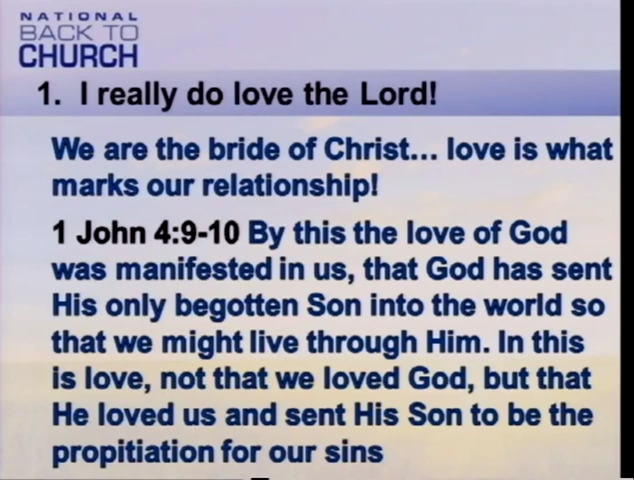 NATIONAL
BACK TO
CHURCH
1. I really do love the Lord!
We are the bride of Christ... love is what
marks our relationship!
1 John 4:9-10 By this the love of God
was manifested in us, that God has sent
His only begotten Son into the world so
that we might live through Him. In this
is love, not that we loved God, but that
He loved us and sent His Son to be the
propitiation for our sins